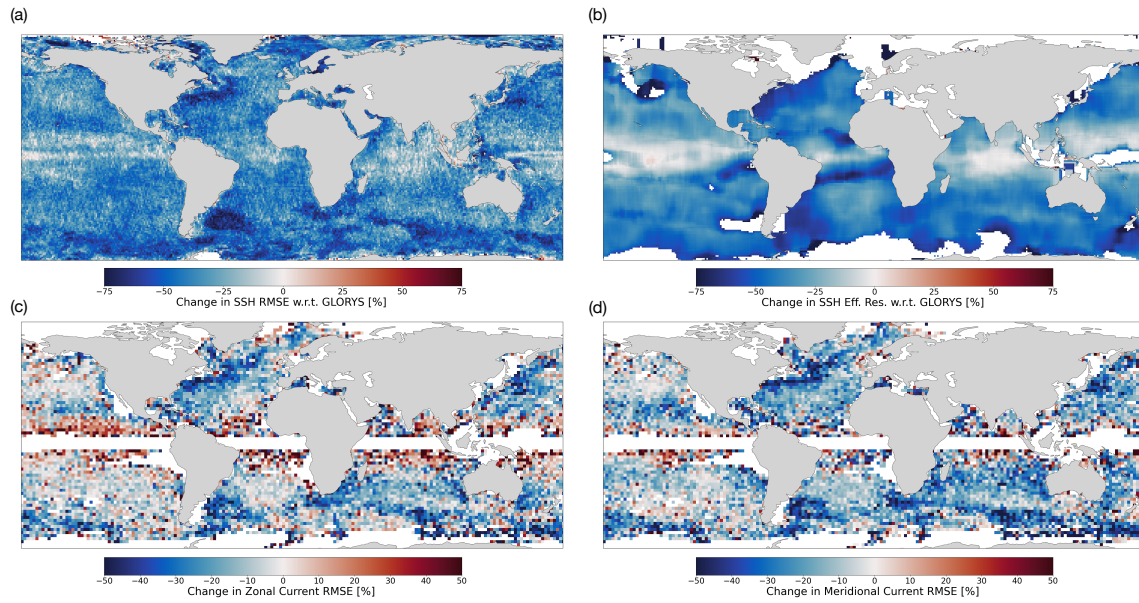 (a)
(b)
−75 −50 −25 0 25 50 75
Change in SSH RMSE w.r.t. GLORYS [%]
−75 −50 −25 0 25 50 75
Change in SSH Eff. Res. w.r.t. GLORYS [%]
(c)
(d)
−50 −40 −30 −20 −10 0 10 20 30 40 50
Change in Zonal Current RMSE [%]
−50 −40 −30 −20 −10 0 10 20 30 40 50
Change in Meridional Current RMSE [%]